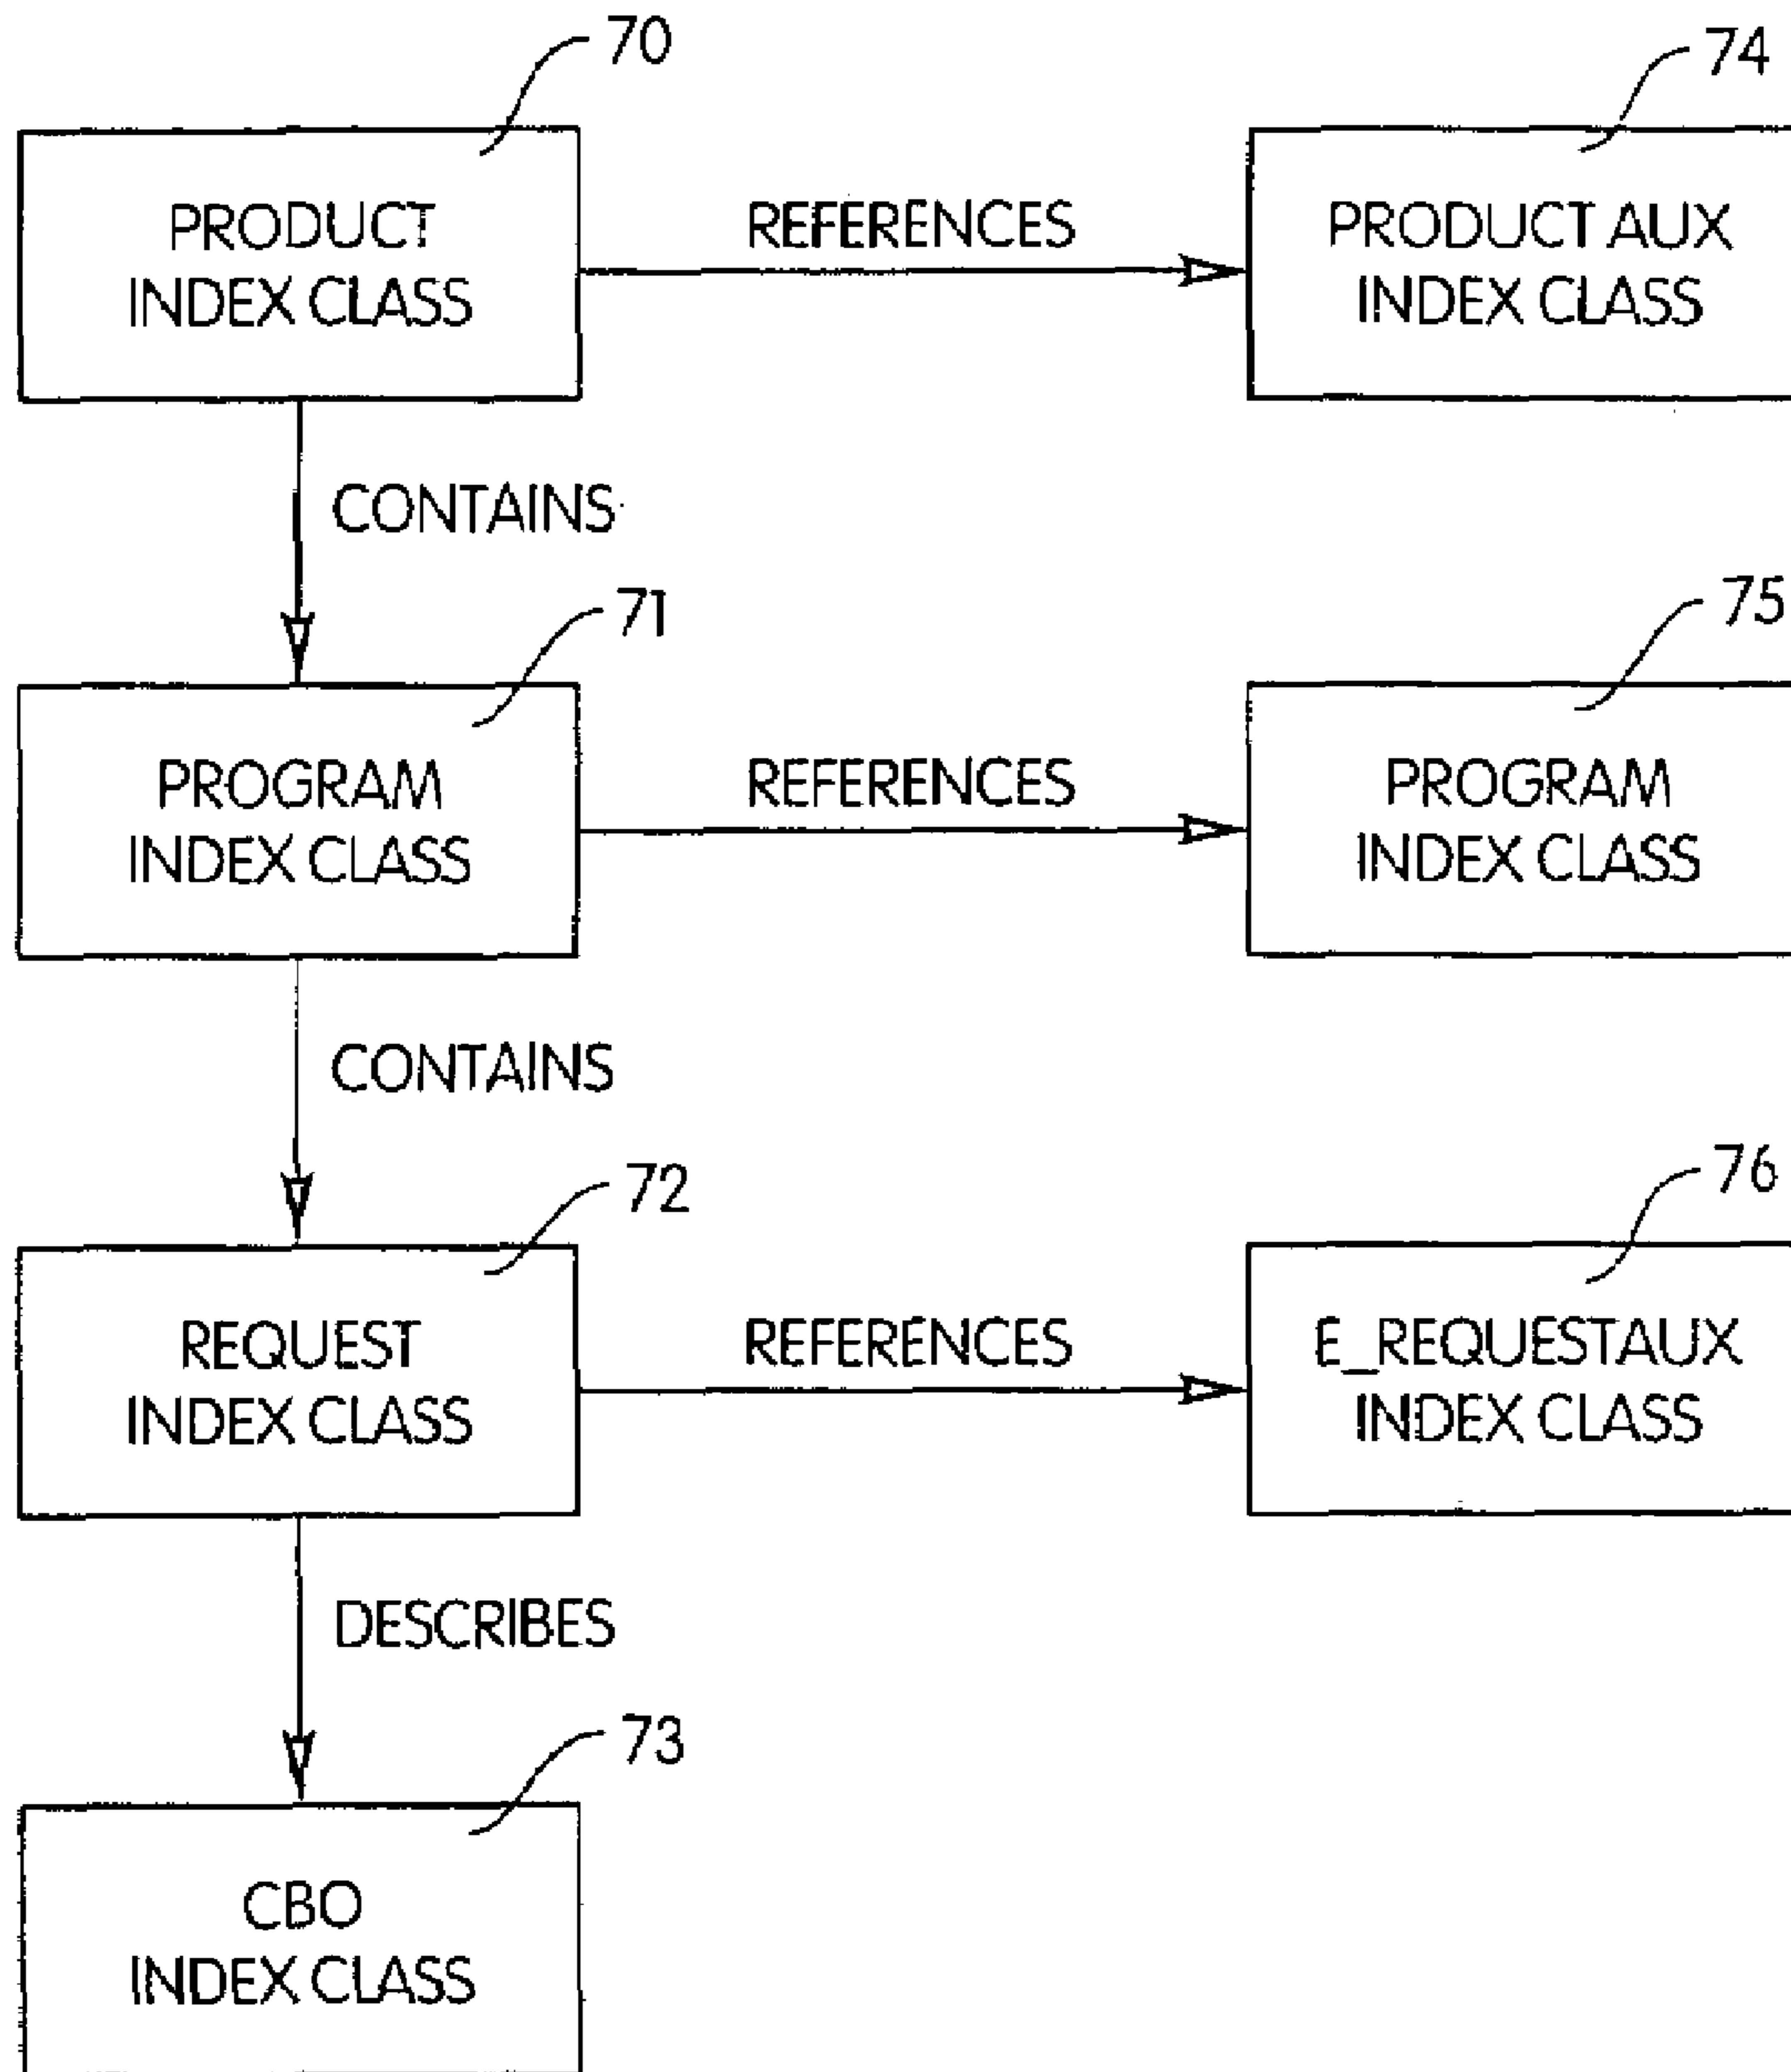 70
74
PRODUCT
INDEX CLASS
REFERENCES
PRODUCT AUX
INDEX CLASS
CONTAINS
71
75
PROGRAM
INDEX CLASS
REFERENCES
PROGRAM
INDEX CLASS
CONTAINS
72
76
REQUEST
INDEX CLASS
REFERENCES
E_REQUESTAUX
INDEX CLASS
DESCRIBES
73
CBO
INDEX CLASS